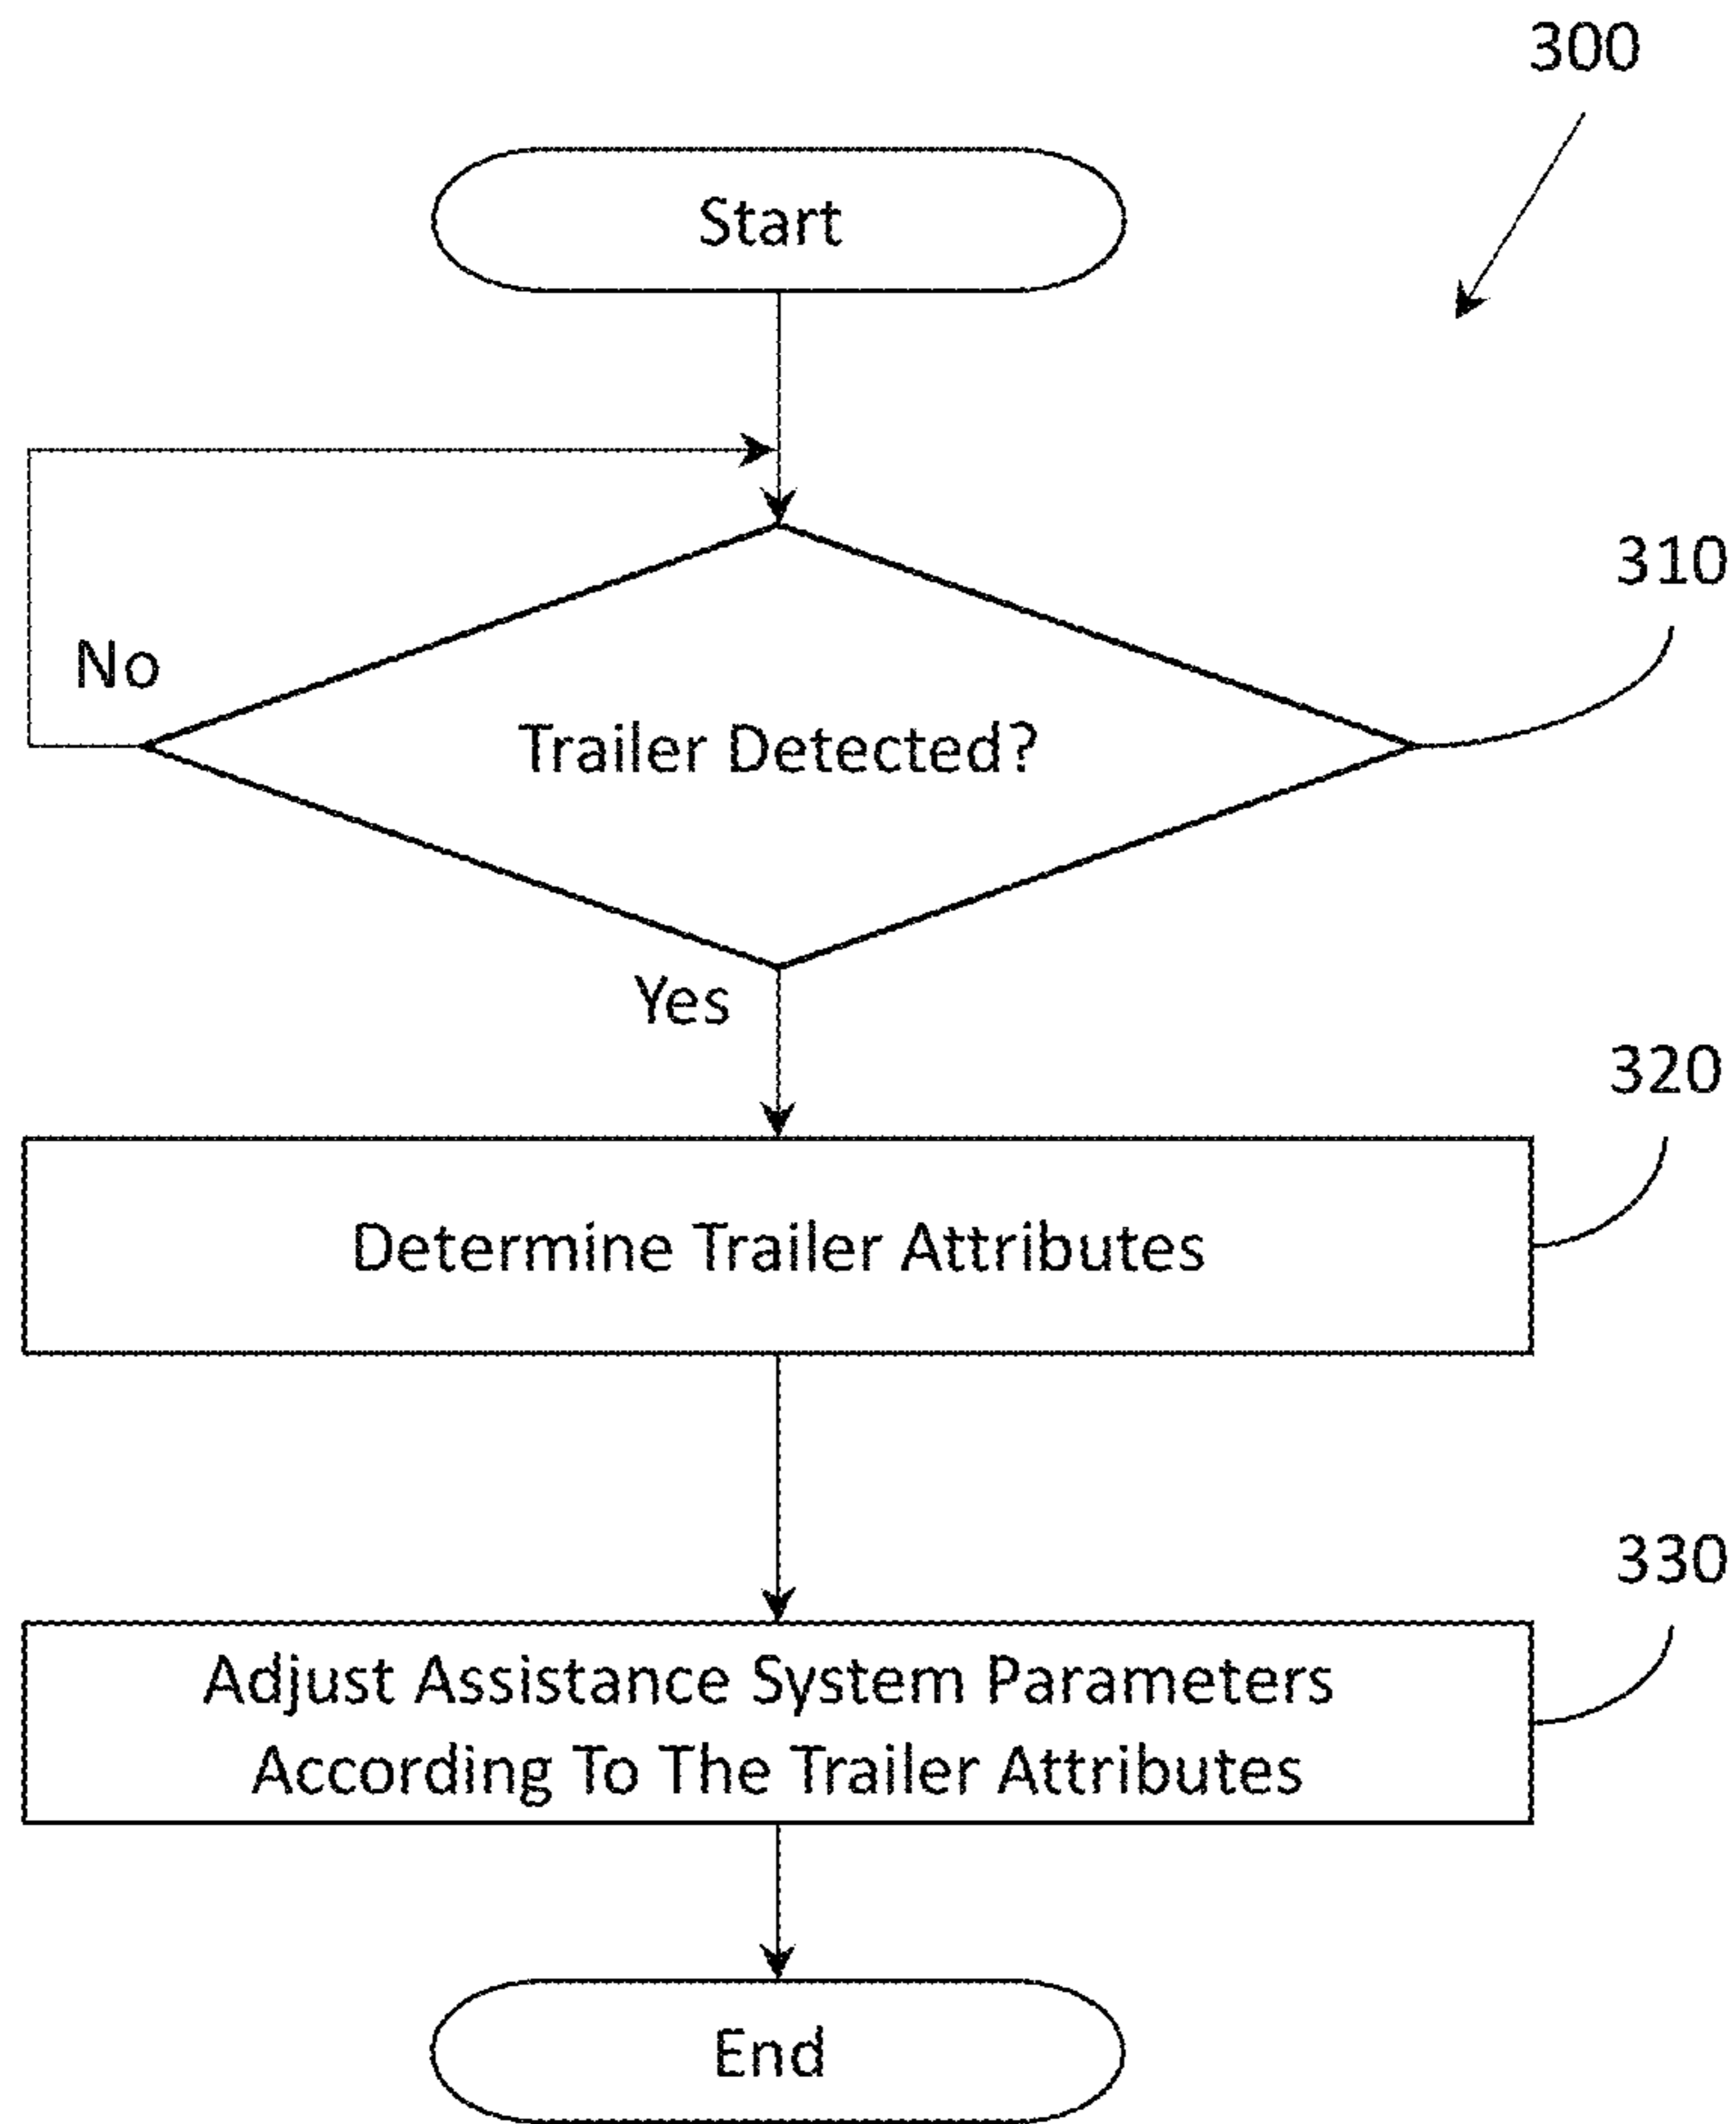 300
Start
310
No
Trailer Detected?
Yes
320
Determine Trailer Attributes
330
Adjust Assistance System Parameters
According To The Trailer Attributes
End